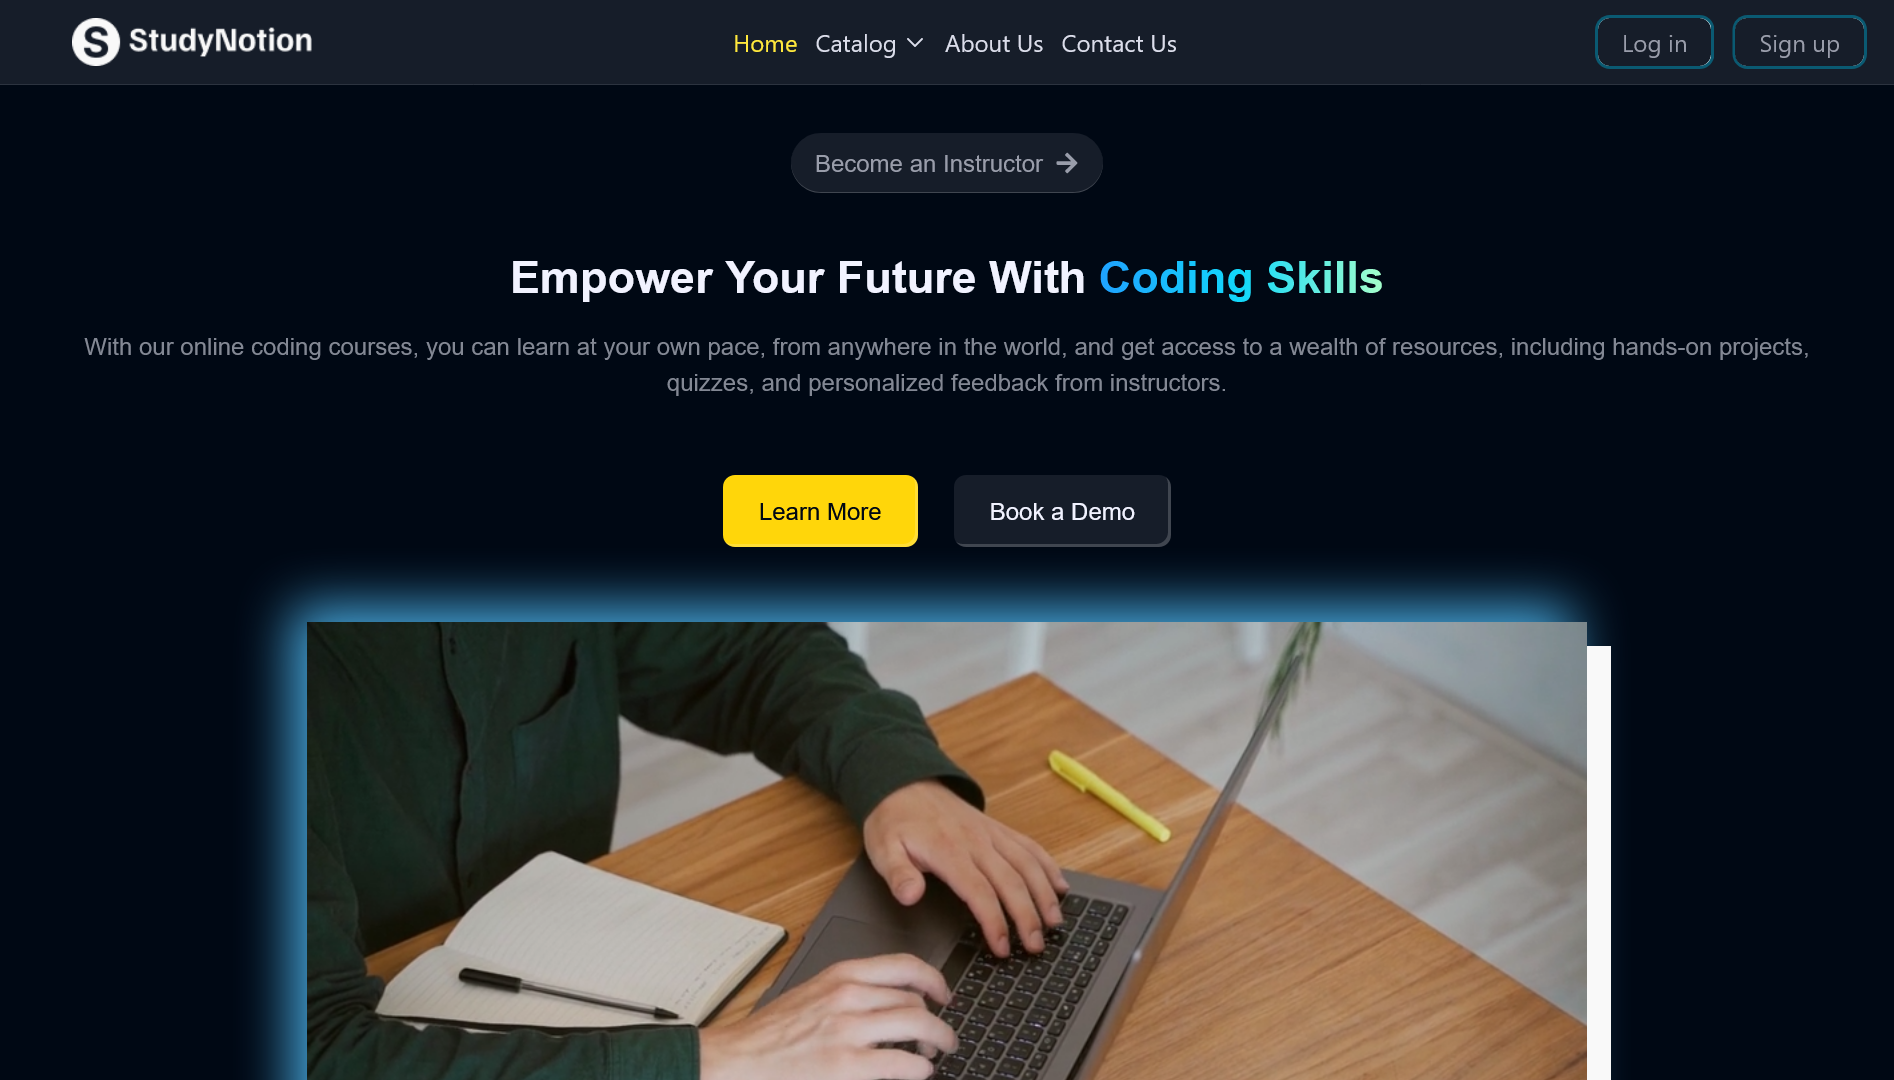 StudyNotion
Home Catalog About Us Contact Us
Log in Sign up
Become an Instructor
Empower Your Future With Coding Skills
With our online coding courses, you can learn at your own pace, from anywhere in the world, and get access to a wealth of resources, including hands-on projects,
quizzes, and personalized feedback from instructors.
Learn More Book a Demo